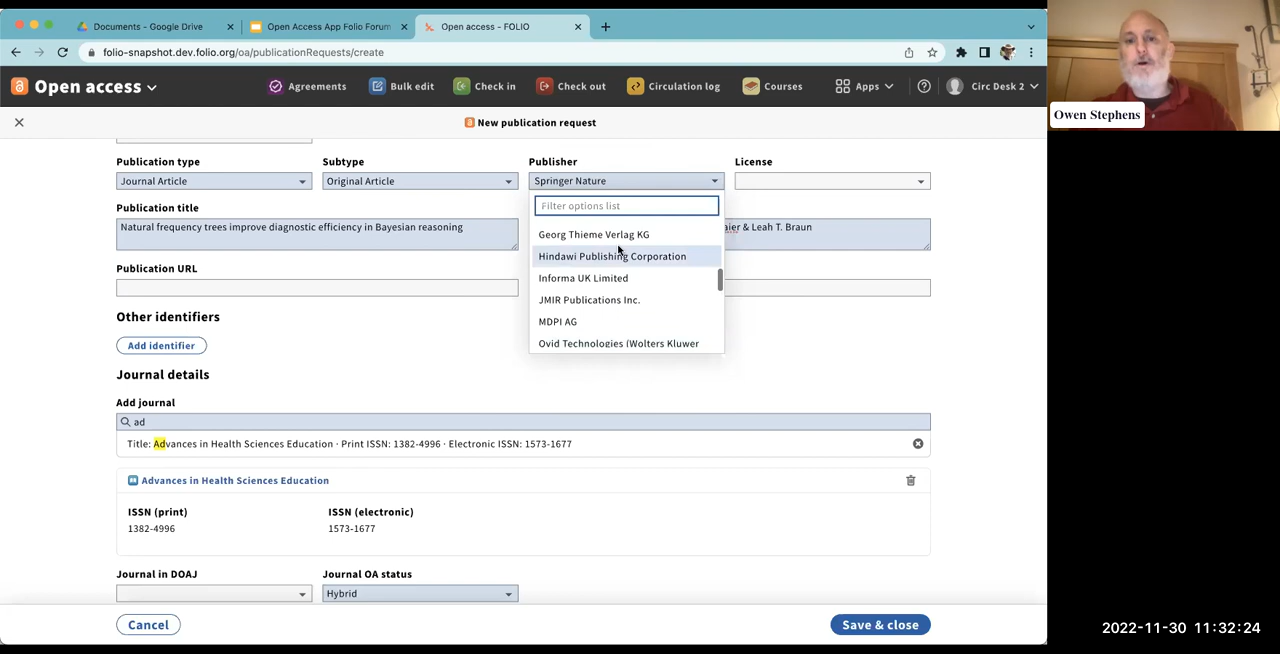 Documents - Google Drive
Open Access App Folio Forum
Open access - FOLIO
folio-snapshot.dev.folio.org/oa/publicationRequests/create
Open access
Agreements
Bulk edit
Check in
Check out
Circulation log
Courses
Apps
Circ Desk 2
New publication request
Owen Stephens
Publication type
Subtype
Publisher
License
Journal Article
Original Article
Springer Nature
Publication title
Filter options list
Natural frequency trees improve diagnostic efficiency in Bayesian reasoning
& Leah T. Braun
Georg Thieme Verlag KG
Hindawi Publishing Corporation
Informa UK Limited
JMIR Publications Inc.
MDPI AG
Ovid Technologies (Wolters Kluwer
Publication URL
Other identifiers
Add identifier
Journal details
Add journal
ad
Title: Advances in Health Sciences Education · Print ISSN: 1382-4996 · Electronic ISSN: 1573-1677
Advances in Health Sciences Education
ISSN (print)
ISSN (electronic)
1382-4996
1573-1677
Journal in DOAJ
Journal OA status
Hybrid
Cancel
Save & close
2022-11-30 11:32:24